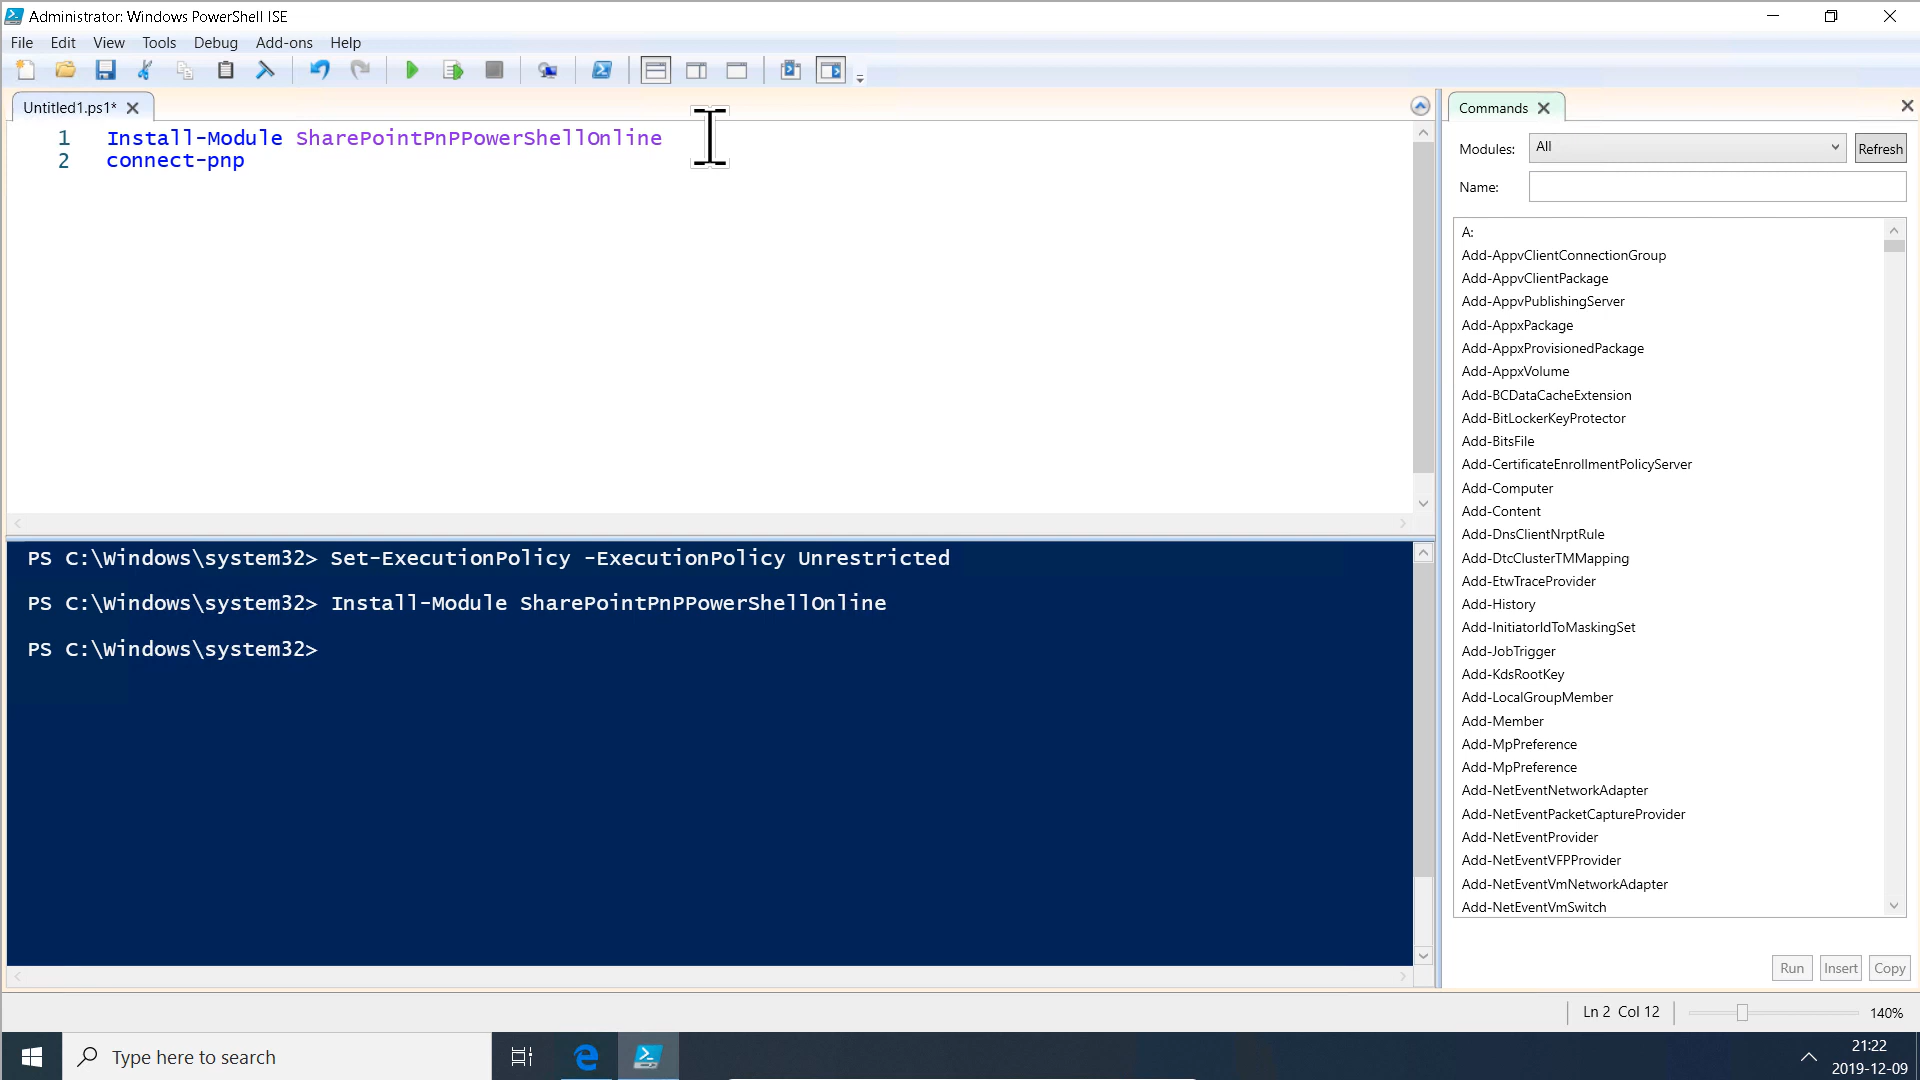 Administrator: Windows PowerShell ISE
File Edit View Tools Debug Add-ons Help
Untitled1.ps1*
1 Install-Module SharePointPnPPowerShellOnline
2 connect-pnp
PS C:\Windows\system32> Set-ExecutionPolicy -ExecutionPolicy Unrestricted
PS C:\Windows\system32> Install-Module SharePointPnPPowerShellOnline
PS C:\Windows\system32>
Commands
Modules: All Refresh
Name:
A:
Add-AppvClientConnectionGroup
Add-AppvClientPackage
Add-AppvPublishingServer
Add-AppxPackage
Add-AppxProvisionedPackage
Add-AppxVolume
Add-BCDataCacheExtension
Add-BitLockerKeyProtector
Add-BitsFile
Add-CertificateEnrollmentPolicyServer
Add-Computer
Add-Content
Add-DnsClientNrptRule
Add-DtcClusterTMMapping
Add-EtwTraceProvider
Add-History
Add-InitiatorIdToMaskingSet
Add-JobTrigger
Add-KdsRootKey
Add-LocalGroupMember
Add-Member
Add-MpPreference
Add-MpPreference
Add-NetEventNetworkAdapter
Add-NetEventPacketCaptureProvider
Add-NetEventProvider
Add-NetEventVFPProvider
Add-NetEventVmNetworkAdapter
Add-NetEventVmSwitch
Run Insert Copy
Ln 2 Col 12 140%
Type here to search
21:22
2019-12-09